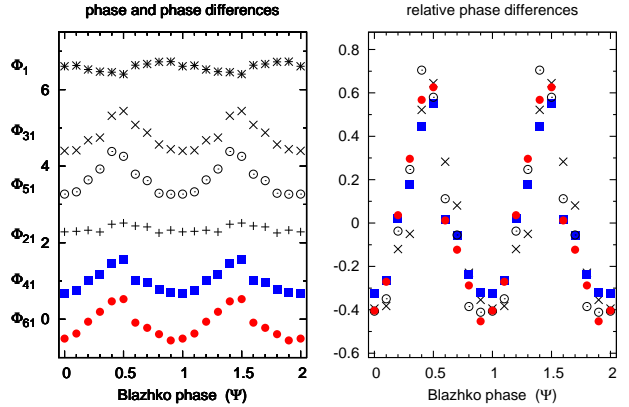 phase and phase differences
Φ1
6
Φ31
4
Φ51
Φ21
2
Φ41
0
Φ61
0 0.5 1 1.5 2
Blazhko phase (Ψ)
relative phase differences
0.8
0.6
0.4
0.2
0
-0.2
-0.4
-0.6
0 0.5 1 1.5 2
Blazhko phase (Ψ)